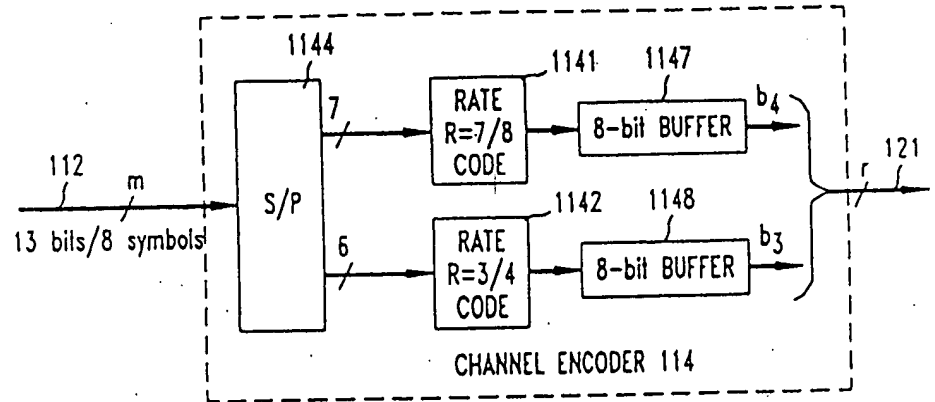 1144
7
1141
RATE
R=7/8
CODE
1147
8-bit BUFFER
b4
112
m
13 bits/8 symbols
S/P
r
121
6
1142
RATE
R=3/4
CODE
1148
8-bit BUFFER
b3
CHANNEL ENCODER 114